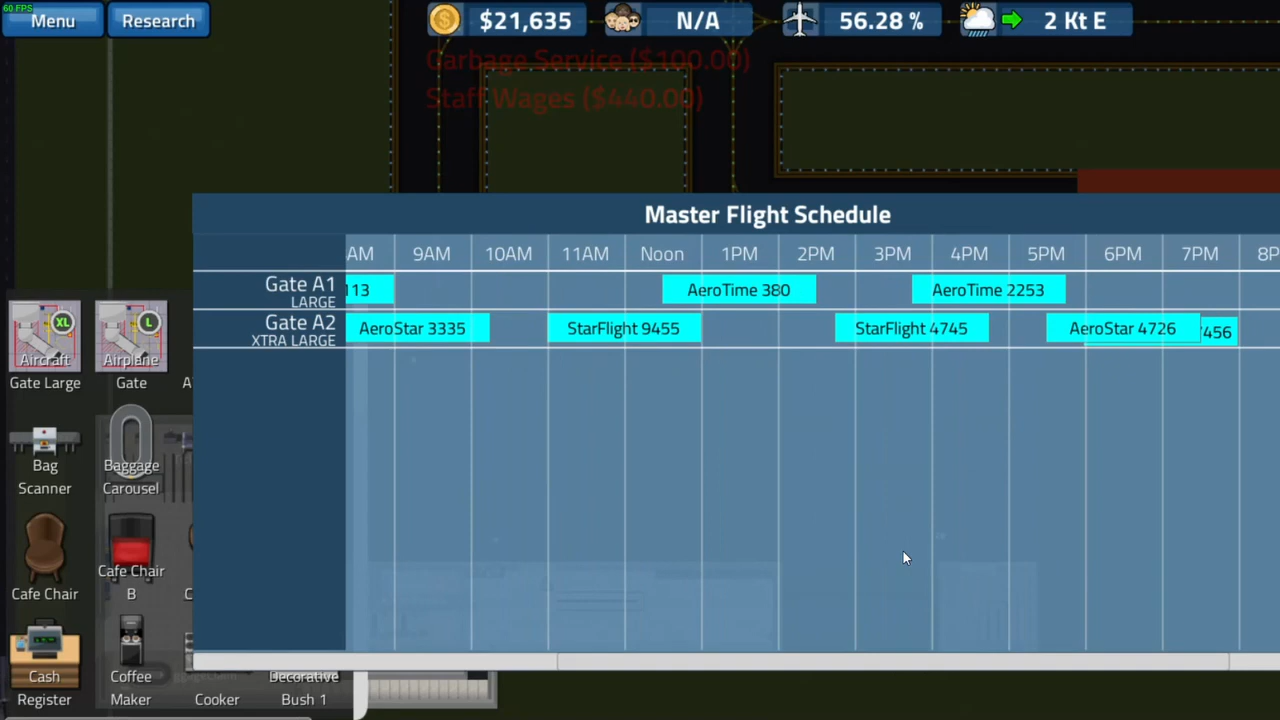 60 FPS
Menu
Research
$21,635
N/A
56.28 %
2 Kt E
Garbage Service ($100.00)
Staff Wages ($440.00)
Master Flight Schedule
AM 9AM 10AM 11AM Noon 1PM 2PM 3PM 4PM 5PM 6PM 7PM 8P
Gate A1
LARGE
113
AeroTime 380
AeroTime 2253
Gate A2
XTRA LARGE
AeroStar 3335
StarFlight 9455
StarFlight 4745
AeroStar 4726
456
XL
Aircraft
Gate Large
L
Airplane
Gate
Bag
Scanner
Baggage
Carousel
Cafe Chair
Cafe Chair
B
Cash
Register
Coffee
Maker
Cooker
Decorative
Bush 1